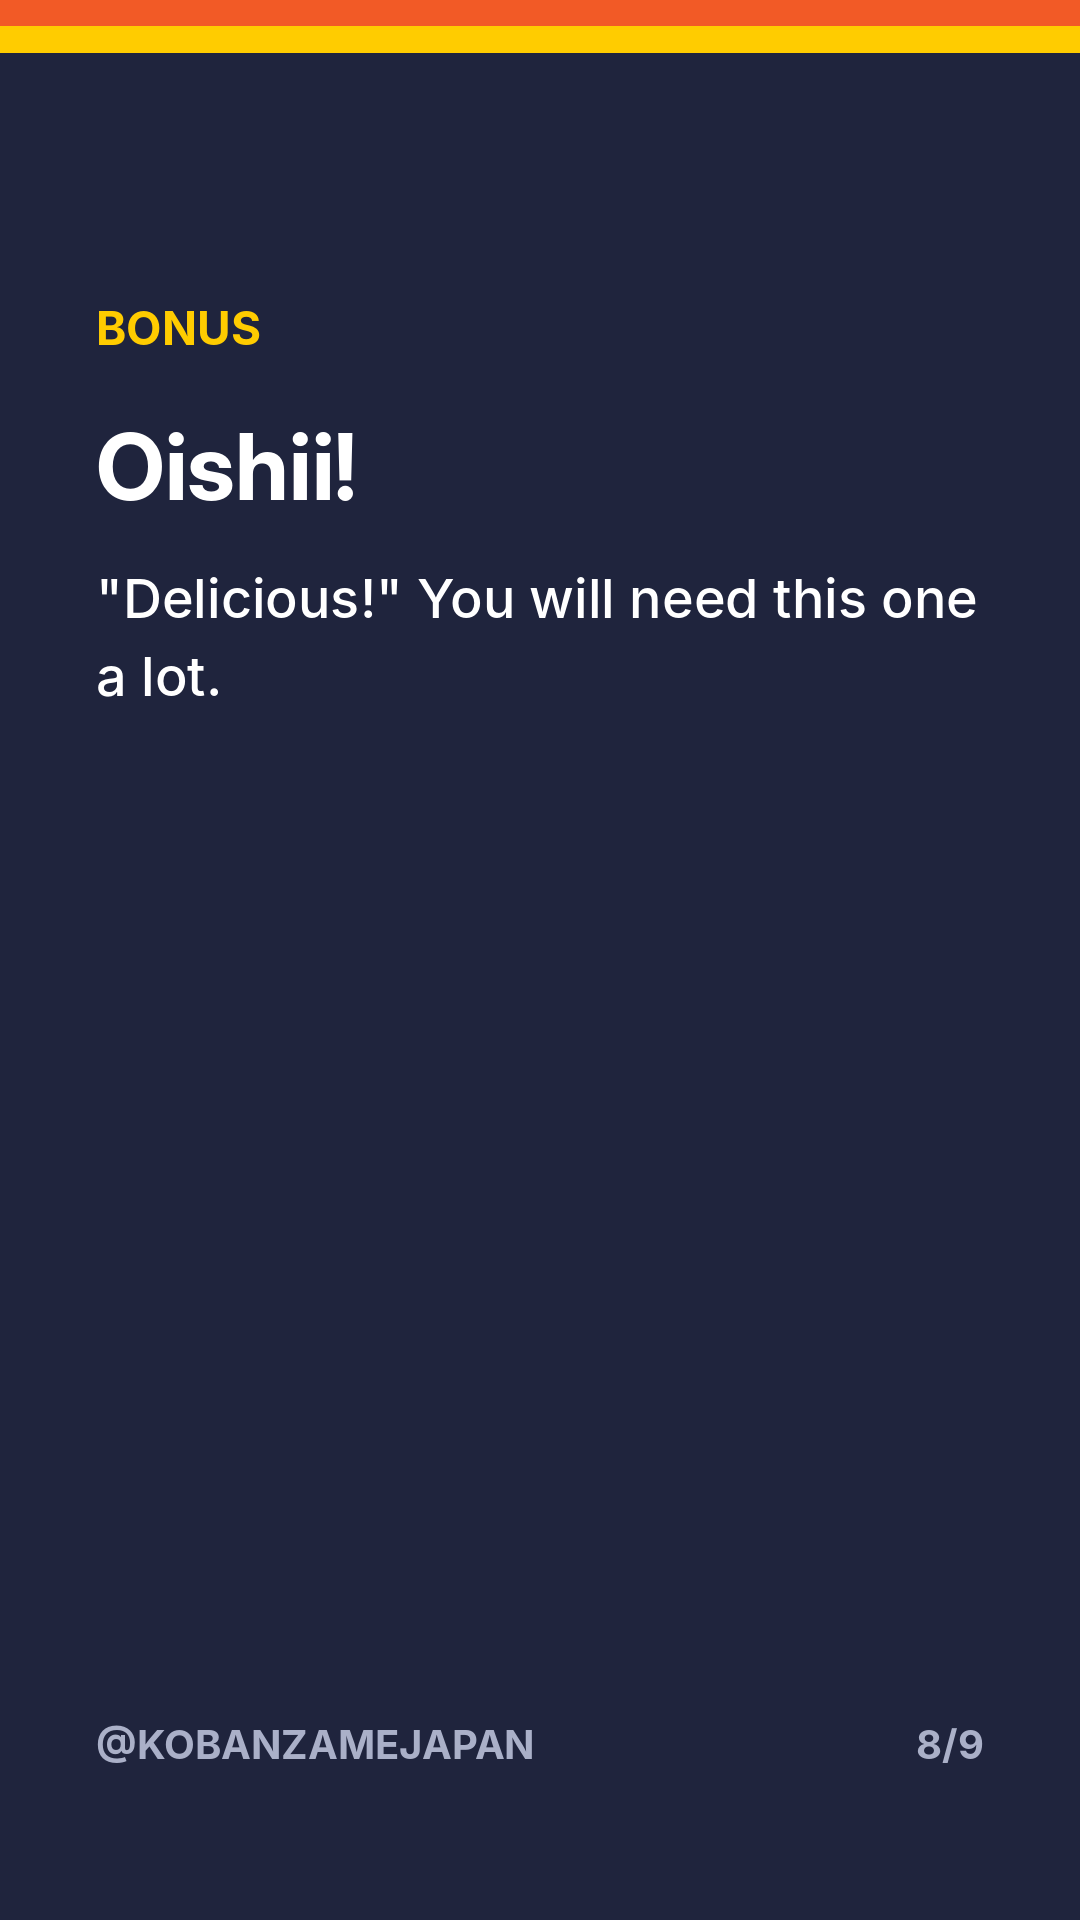 BONUS
Oishii!
"Delicious!" You will need this one
a lot.
@KOBANZAMEJAPAN
8/9